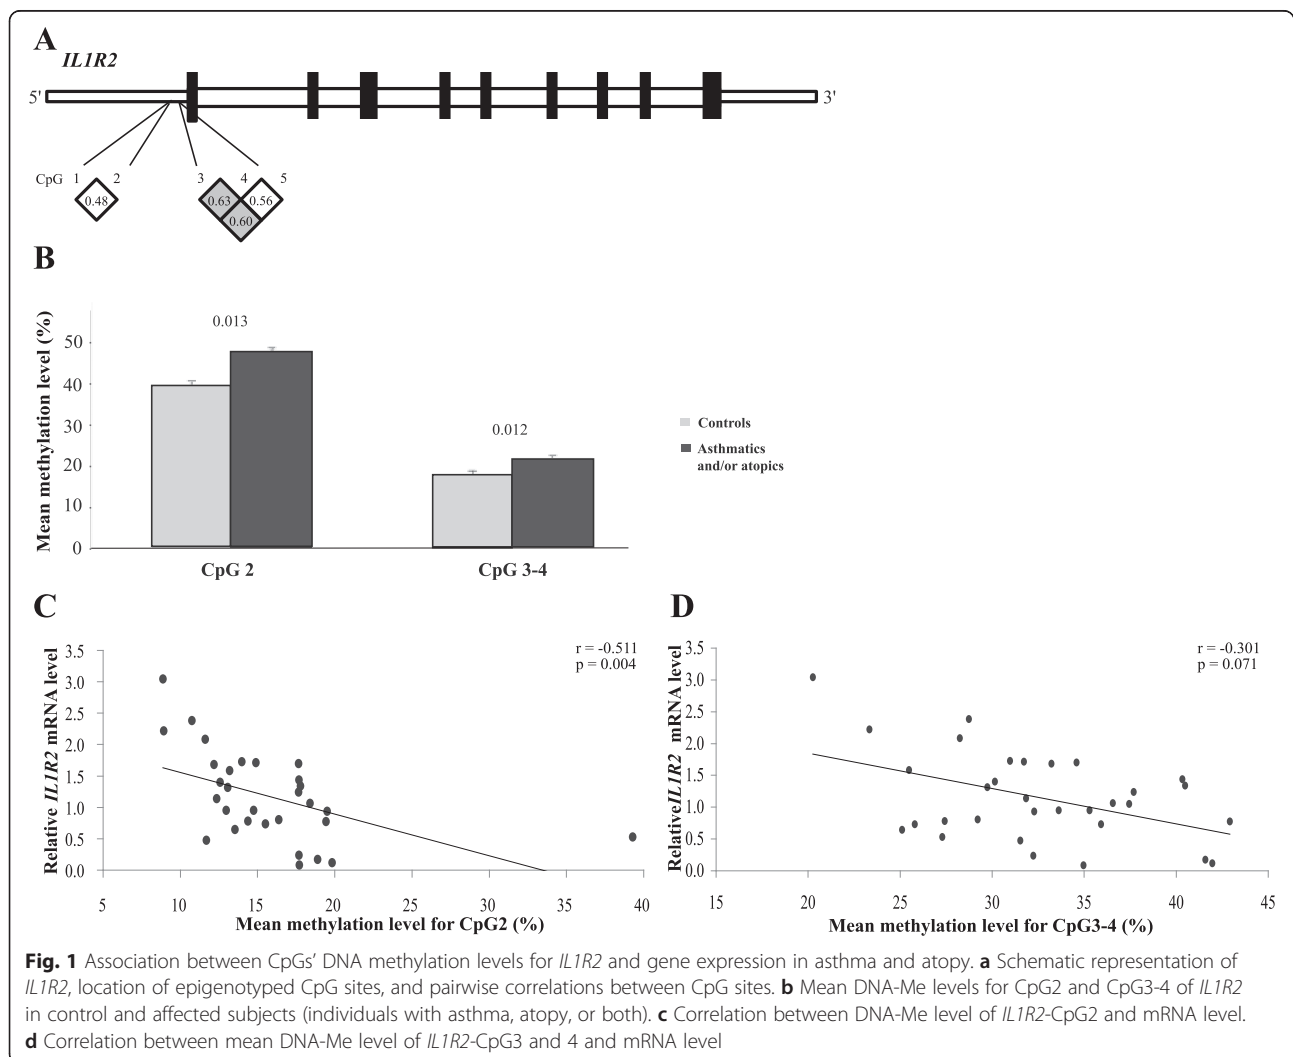 A
IL1R2
5' 3'
CpG 1 2 3 4 5
0.48 0.63 0.56
0.60
B
Mean methylation level (%)
50
40
30
20
10
0
0.013
0.012
CpG 2 CpG 3-4
Controls
Asthmatics
and/or atopics
C
Relative IL1R2 mRNA level
3.5
3.0
2.5
2.0
1.5
1.0
0.5
0.0
r = -0.511
p = 0.004
5 10 15 20 25 30 35 40
Mean methylation level for CpG2 (%)
D
RelativeIL1R2 mRNA level
3.5
3.0
2.5
2.0
1.5
1.0
0.5
0.0
r = -0.301
p = 0.071
15 20 25 30 35 40 45
Mean methylation level for CpG3-4 (%)
Fig. 1 Association between CpGs' DNA methylation levels for IL1R2 and gene expression in asthma and atopy. a Schematic representation of
IL1R2, location of epigenotyped CpG sites, and pairwise correlations between CpG sites. b Mean DNA-Me levels for CpG2 and CpG3-4 of IL1R2
in control and affected subjects (individuals with asthma, atopy, or both). c Correlation between DNA-Me level of IL1R2-CpG2 and mRNA level.
d Correlation between mean DNA-Me level of IL1R2-CpG3 and 4 and mRNA level